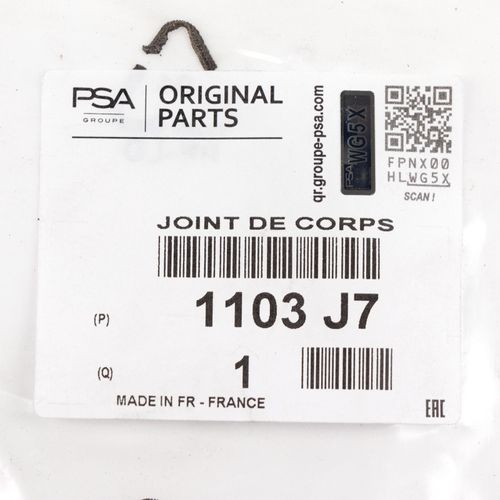 PSA
GROUPE
ORIGINAL
PARTS
qr.groupe-psa.com
PSA WG5X
FPNX00
HLWG5X
SCAN!
JOINT DE CORPS
(P) 1103 J7
(Q) 1
MADE IN FR - FRANCE
EAC